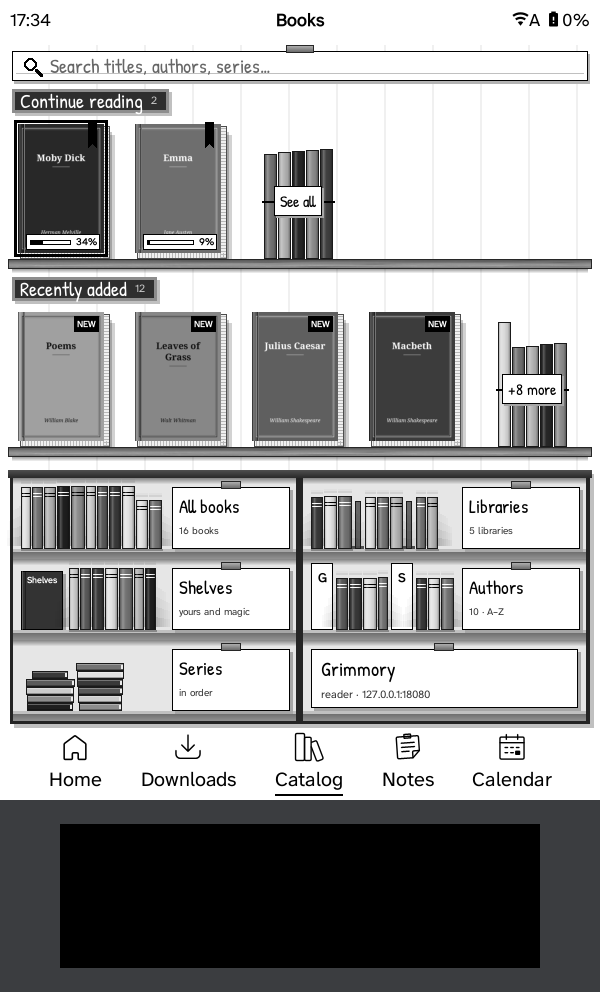 17:34 Books A 0%
Search titles, authors, series...
Continue reading 2
Moby Dick
Herman Melville
34%
Emma
Jane Austen
9%
See all
Recently added 12
NEW
Poems
William Blake
NEW
Leaves of
Grass
Walt Whitman
NEW
Julius Caesar
William Shakespeare
NEW
Macbeth
William Shakespeare
+8 more
All books
16 books
Libraries
5 libraries
Shelves
Shelves
yours and magic
G
S
Authors
10 · A–Z
Series
in order
Grimmory
reader · 127.0.0.1:18080
Home Downloads Catalog Notes Calendar